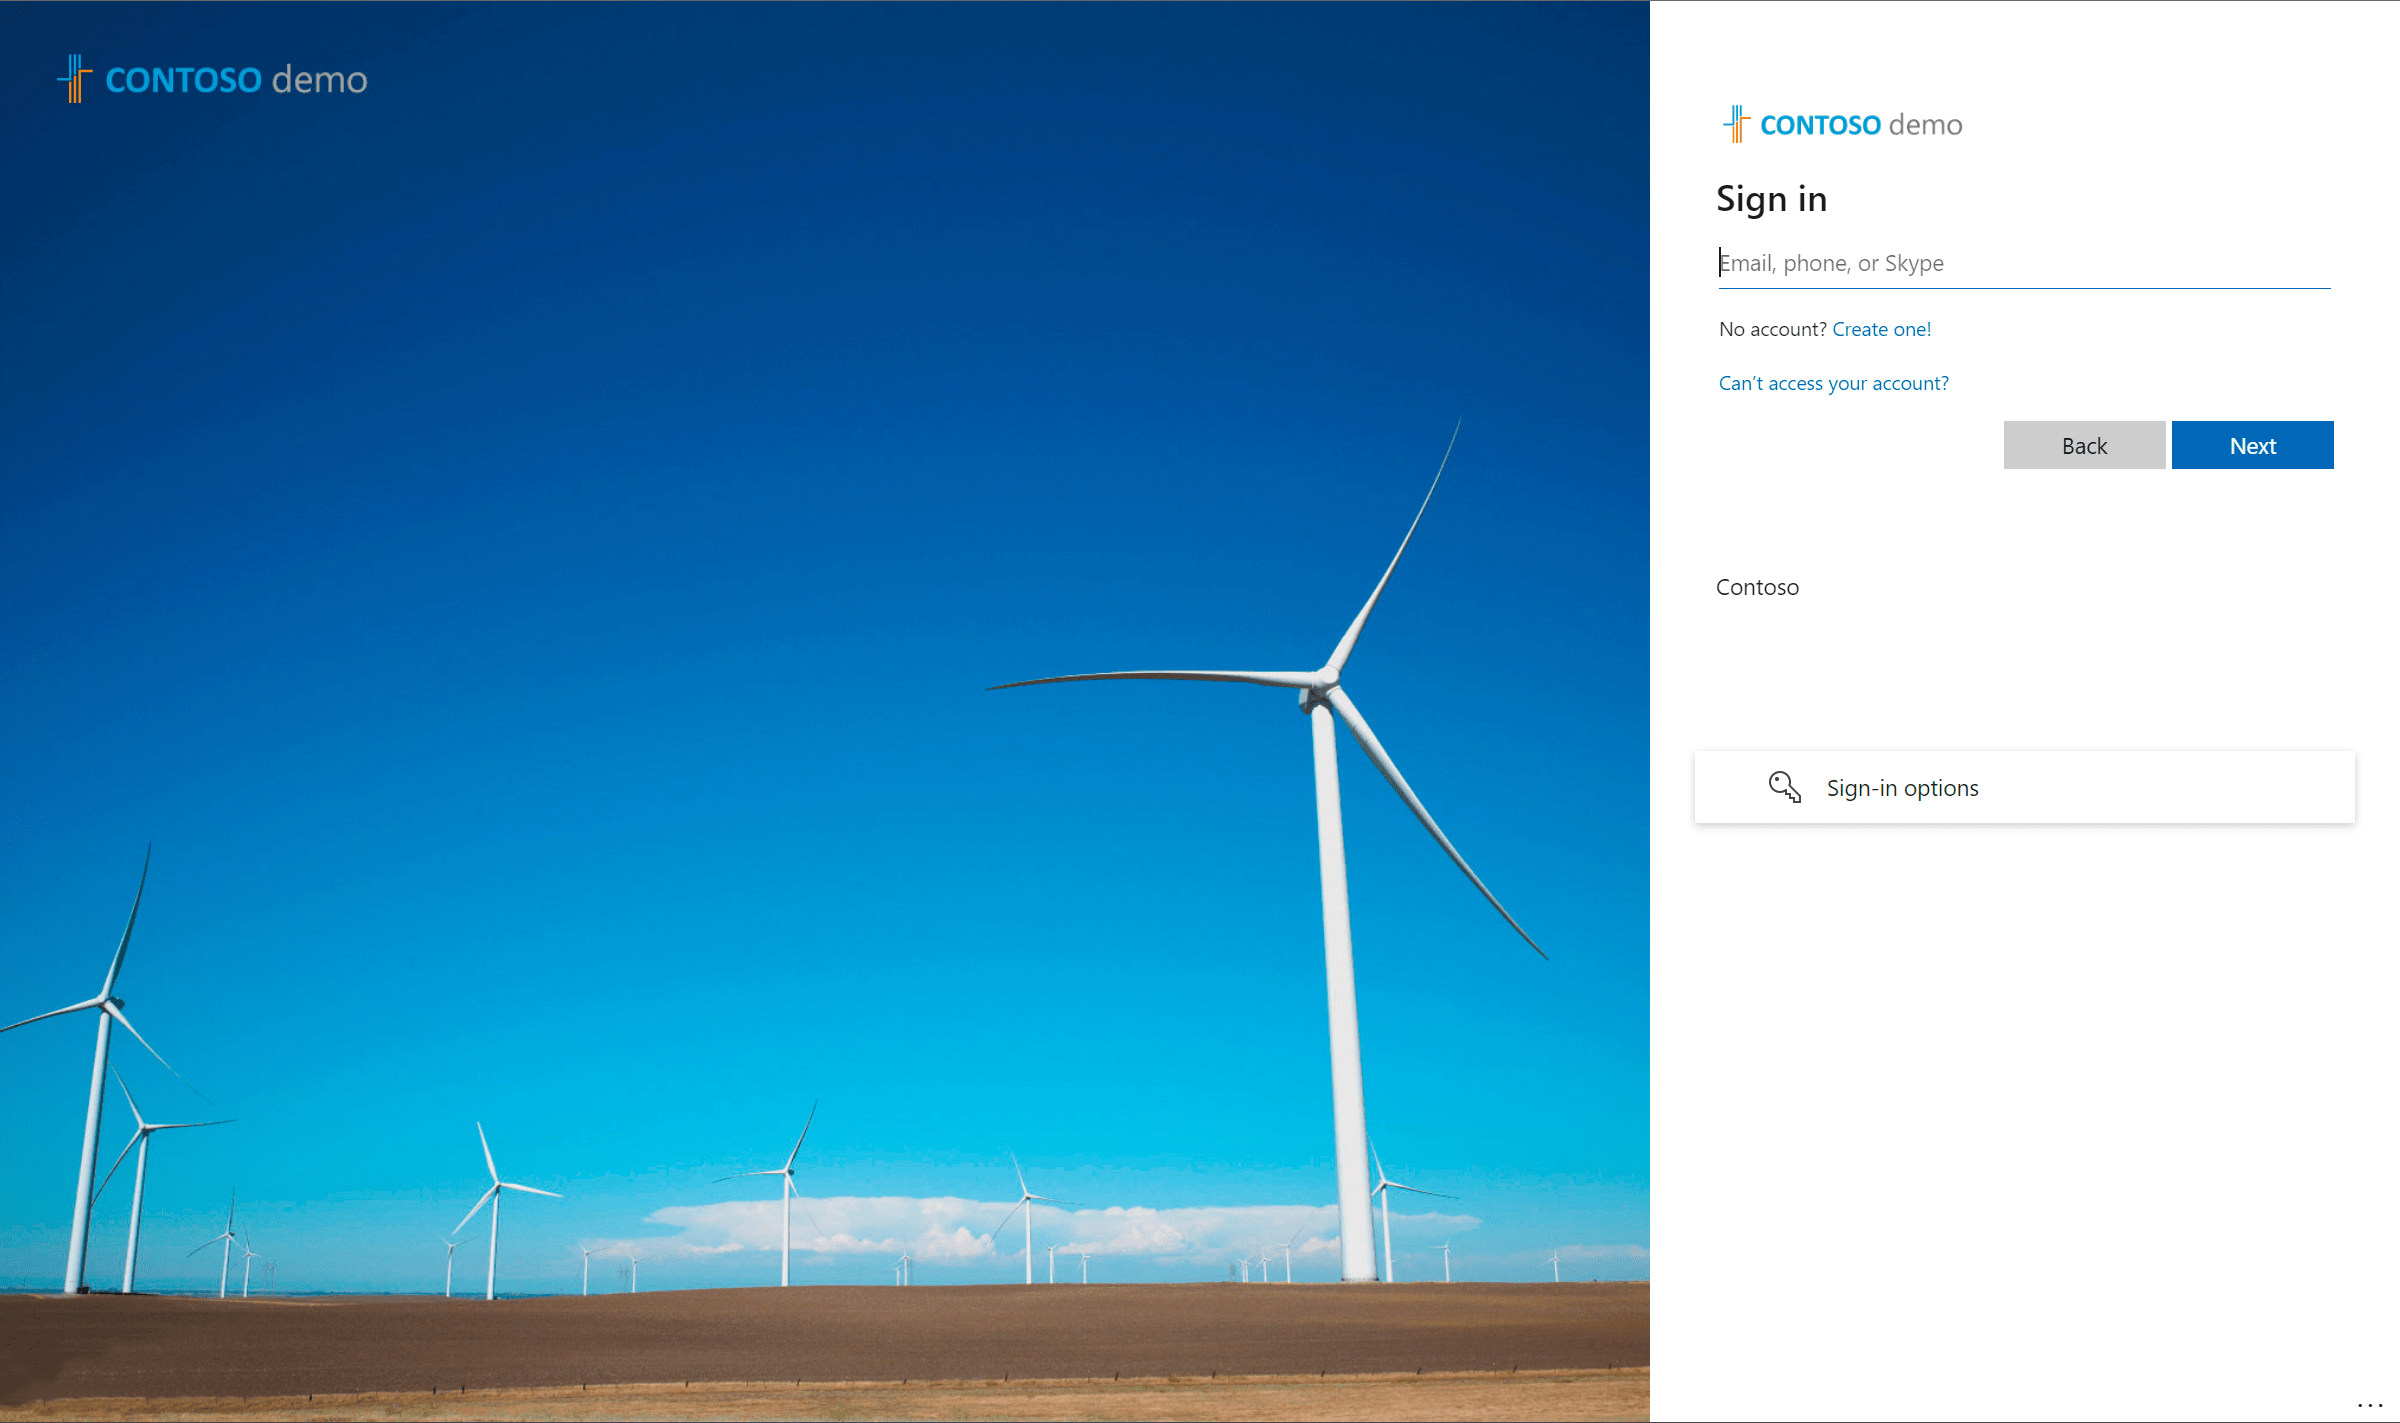 CONTOSO demo
CONTOSO demo
Sign in
Email, phone, or Skype
No account? Create one!
Can’t access your account?
Back
Next
Contoso
Sign-in options
...